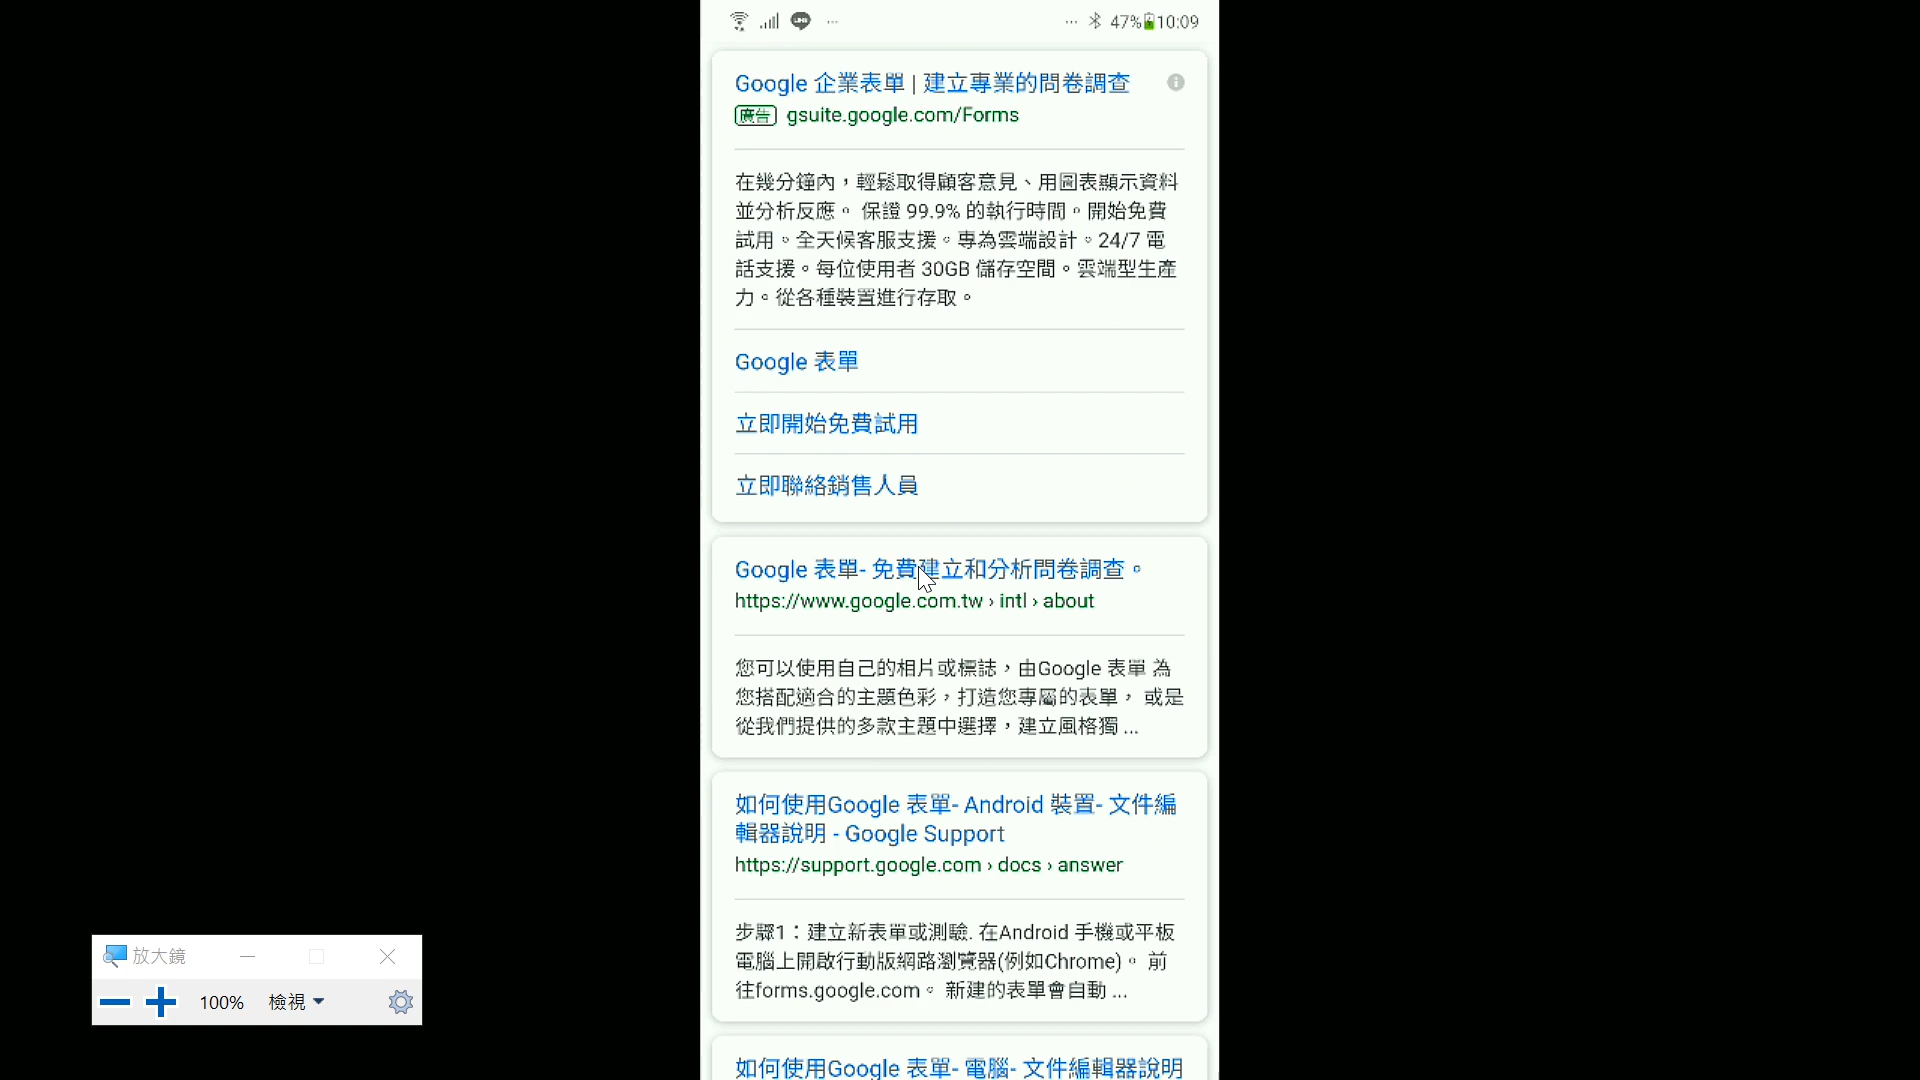 47% 10:09
Google 企業表單 | 建立專業的問卷調查
廣告 gsuite.google.com/Forms
在幾分鐘內，輕鬆取得顧客意見、用圖表顯示資料
並分析反應。 保證 99.9% 的執行時間。開始免費
試用。全天候客服支援。專為雲端設計。24/7 電
話支援。每位使用者 30GB 儲存空間。雲端型生產
力。從各種裝置進行存取。
Google 表單
立即開始免費試用
立即聯絡銷售人員
Google 表單- 免費建立和分析問卷調查。
https://www.google.com.tw › intl › about
您可以使用自己的相片或標誌，由Google 表單 為
您搭配適合的主題色彩，打造您專屬的表單， 或是
從我們提供的多款主題中選擇，建立風格獨 ...
如何使用Google 表單- Android 裝置- 文件編
輯器說明 - Google Support
https://support.google.com › docs › answer
步驟1：建立新表單或測驗. 在Android 手機或平板
電腦上開啟行動版網路瀏覽器(例如Chrome)。 前
往forms.google.com。 新建的表單會自動 ...
如何使用Google 表單- 電腦- 文件編輯器說明
放大鏡
100% 檢視